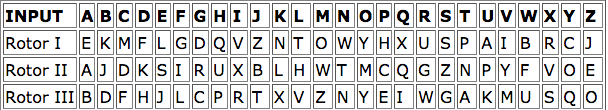 INPUT A B C D E F G H I J K L M N O P Q R S T U V W X Y Z
Rotor I E K M F L G D Q V Z N T O W Y H X U S P A I B R C J
Rotor II A J D K S I R U X B L H W T M C Q G Z N P Y F V O E
Rotor III B D F H J L C P R T X V Z N Y E I W G A K M U S Q O